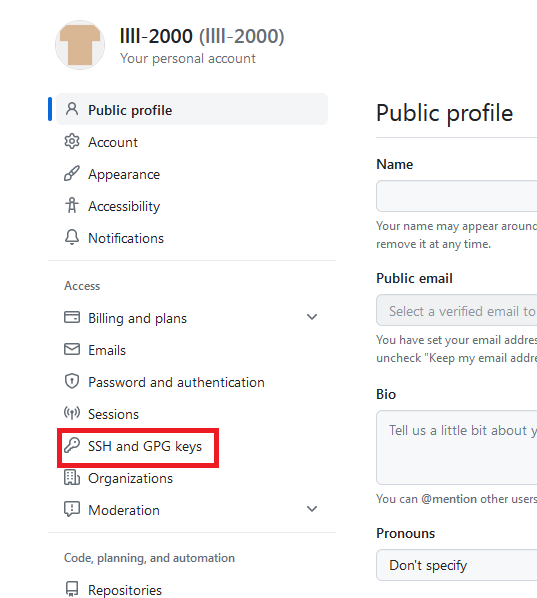 llll-2000 (llll-2000)
Your personal account
Public profile
Account
Appearance
Accessibility
Notifications
Access
Billing and plans
Emails
Password and authentication
Sessions
SSH and GPG keys
Organizations
Moderation
Code, planning, and automation
Repositories
Public profile
Name
Your name may appear around
remove it at any time.
Public email
Select a verified email to
You have set your email addres
uncheck "Keep my email addre
Bio
Tell us a little bit about y
You can @mention other users
Pronouns
Don't specify